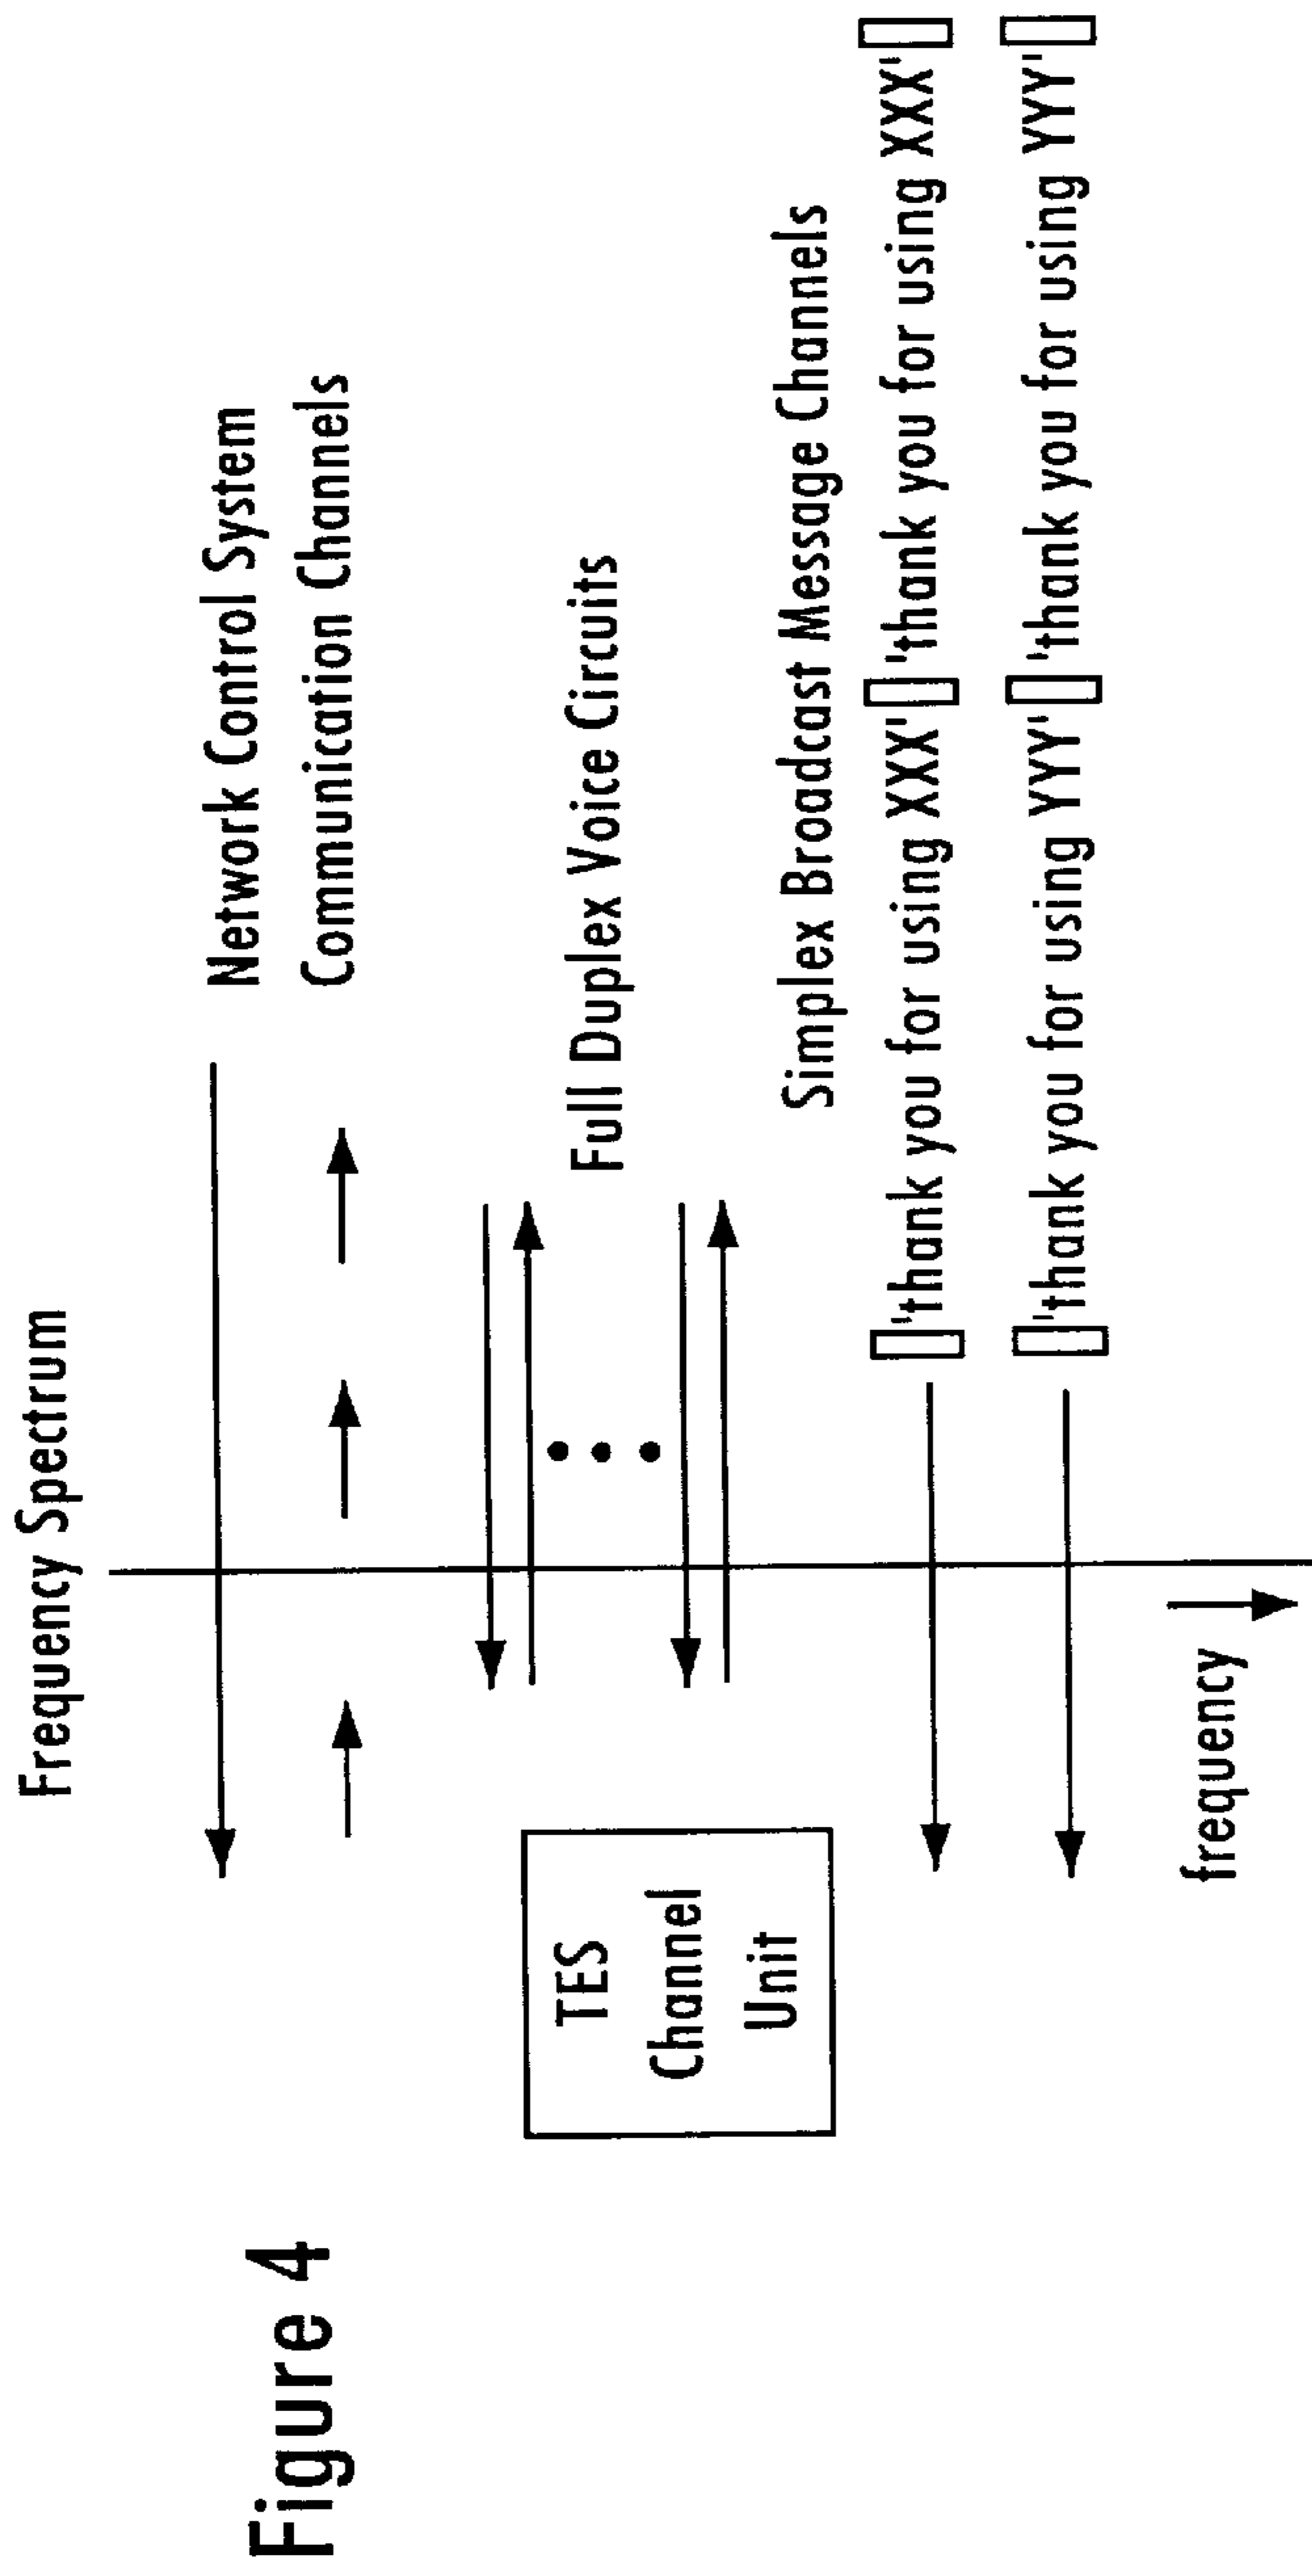 Figure 4
Frequency Spectrum
Network Control System
Communication Channels
TES
Channel
Unit
Full Duplex Voice Circuits
Simplex Broadcast Message Channels
'thank you for using XXX' 'thank you for using XXX'
'thank you for using YYY' 'thank you for using YYY'
frequency